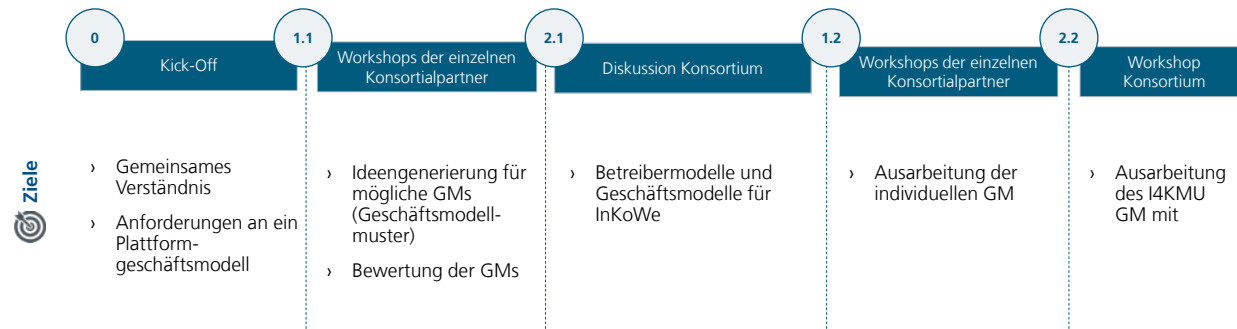 0
Kick-Off
1.1
Workshops der einzelnen
Konsortialpartner
2.1
Diskussion Konsortium
1.2
Workshops der einzelnen
Konsortialpartner
2.2
Workshop
Konsortium
Ziele
› Gemeinsames
Verständnis
› Anforderungen an ein
Plattform-
geschäftsmodell
› Ideengenerierung für
mögliche GMs
(Geschäftsmodell-
muster)
› Bewertung der GMs
› Betreibermodelle und
Geschäftsmodelle für
InKoWe
› Ausarbeitung der
individuellen GM
› Ausarbeitung
des I4KMU
GM mit